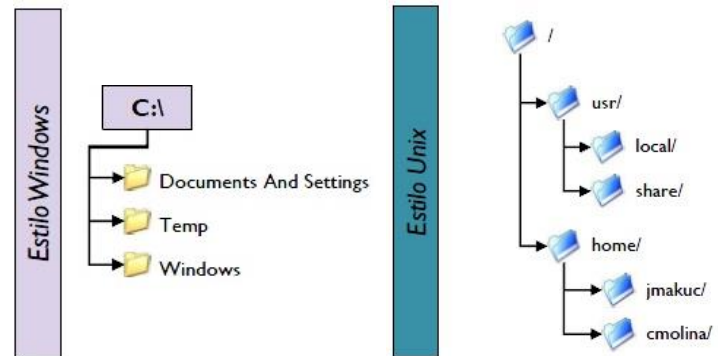 Estilo Windows
C:\
Documents And Settings
Temp
Windows
Estilo Unix
/
usr/
local/
share/
home/
jmakuc/
cmolina/